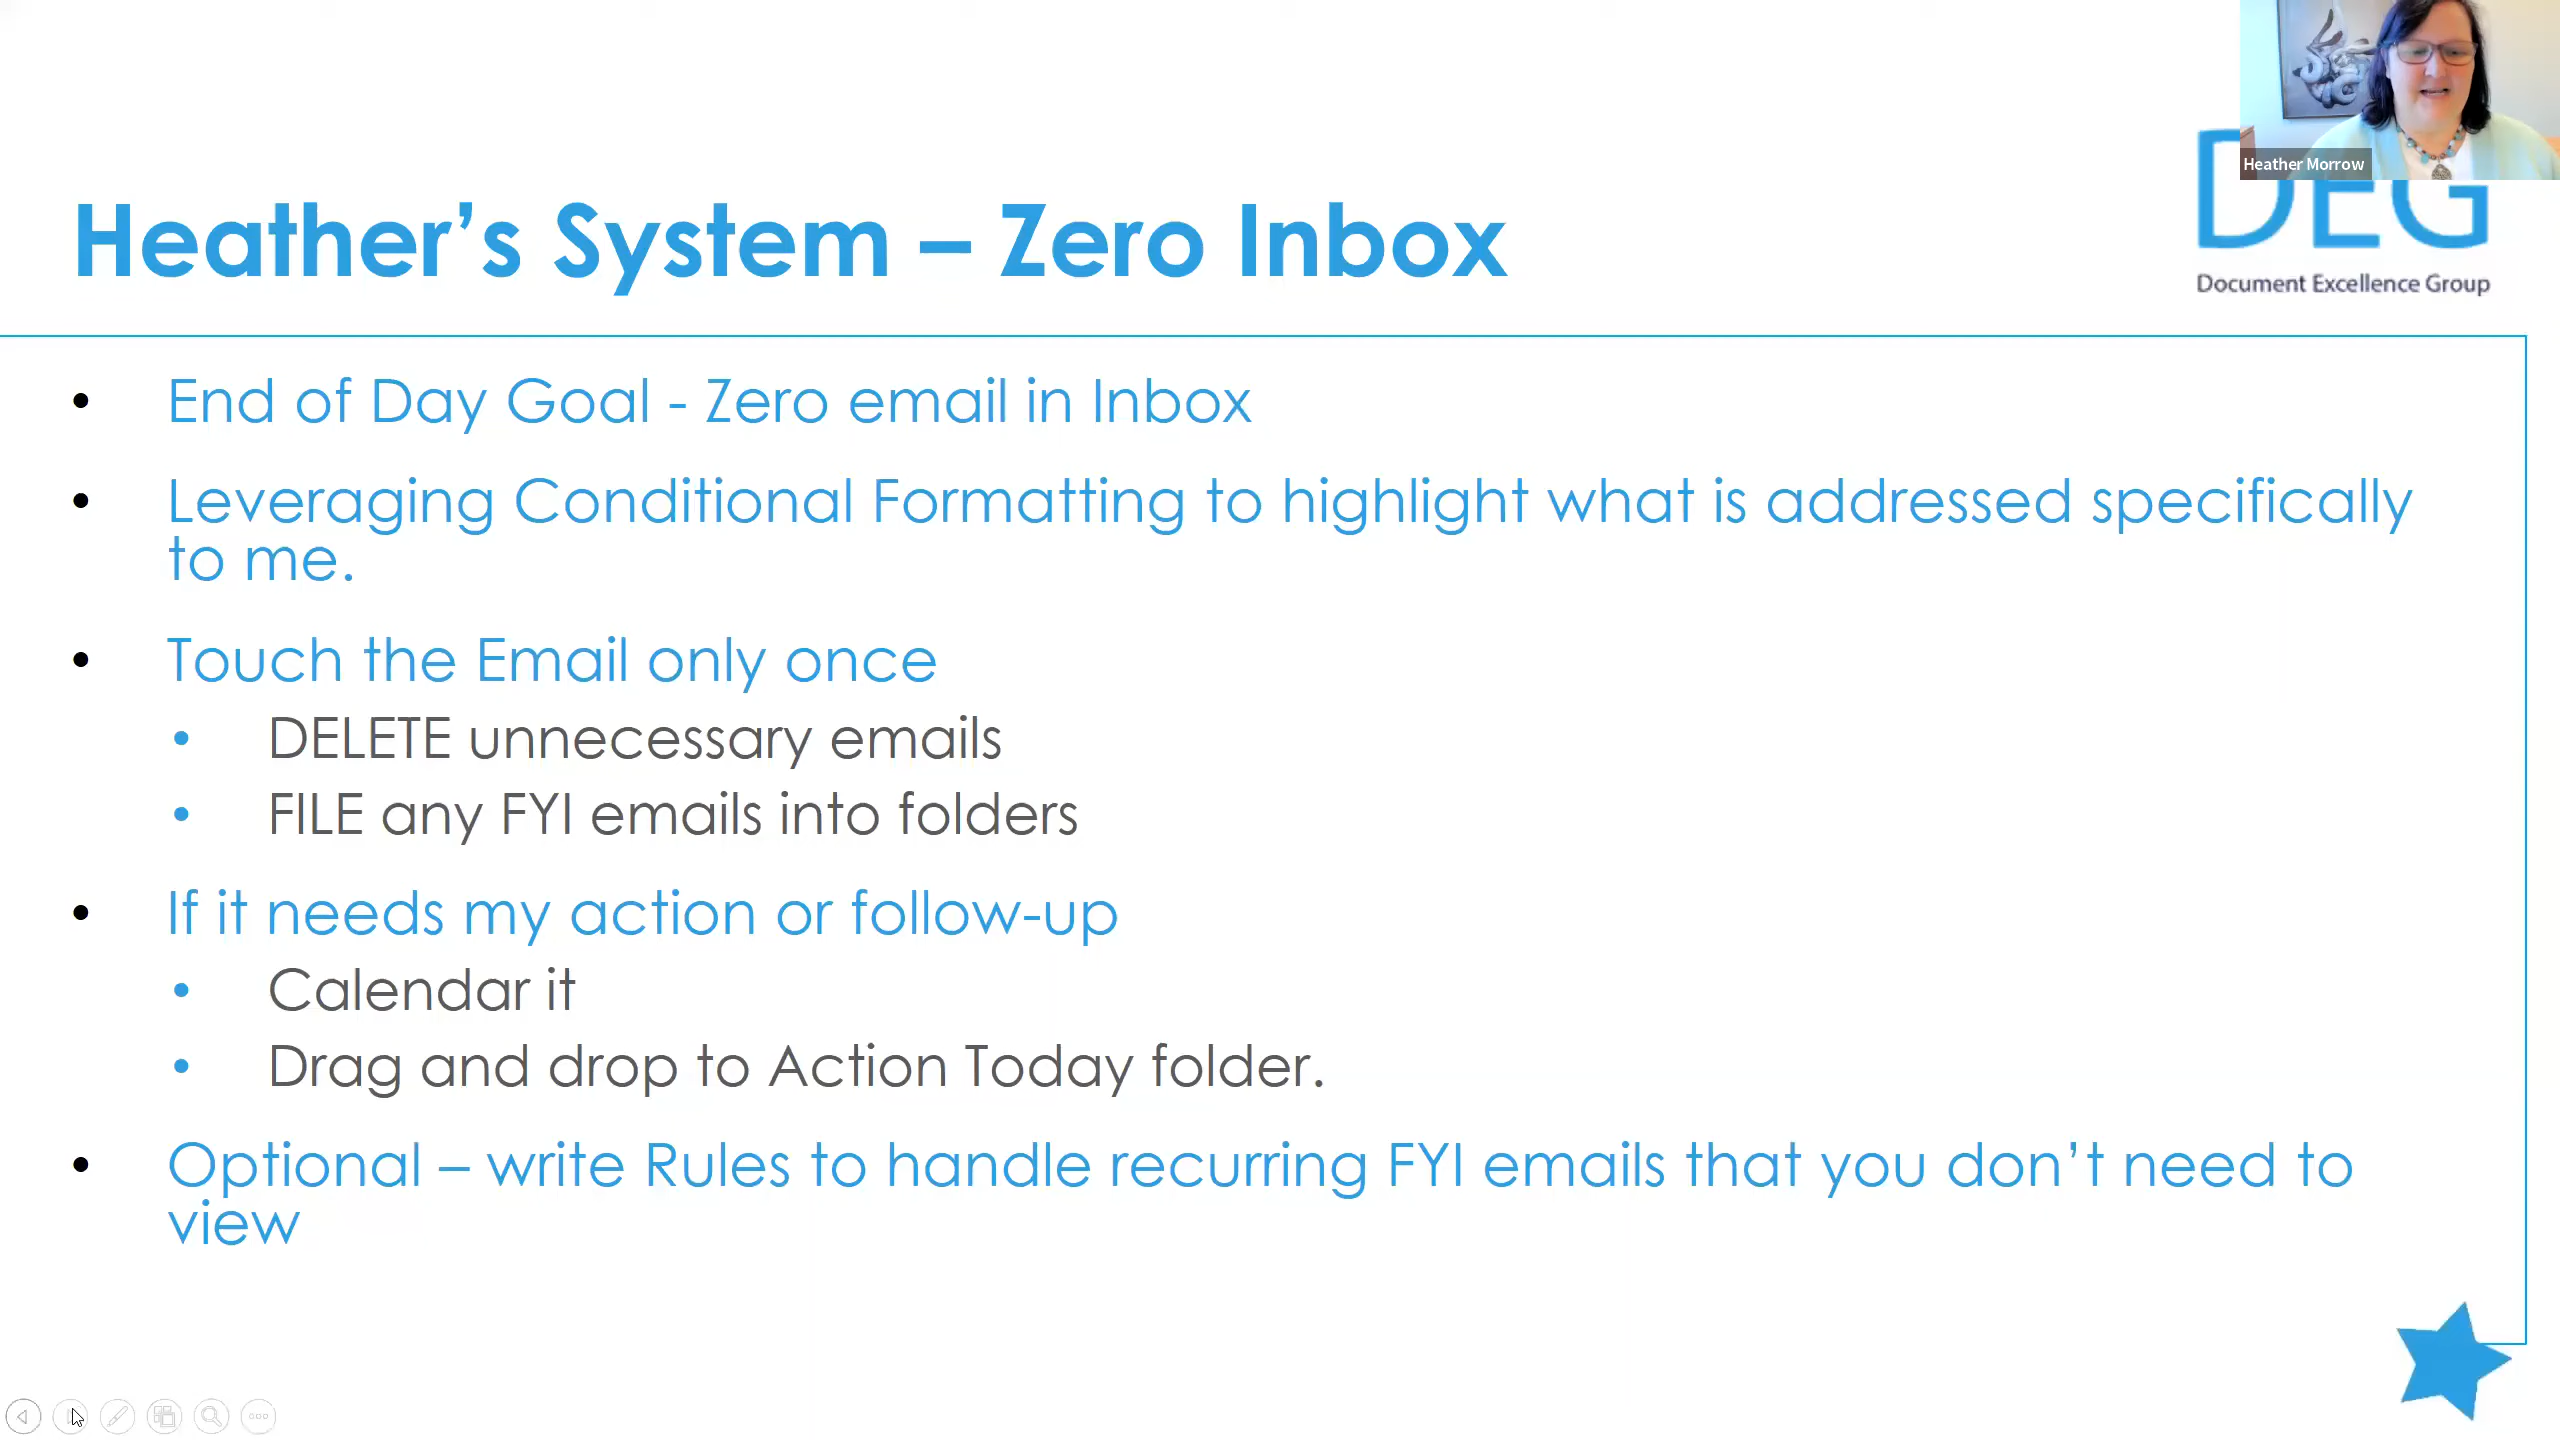 Heather Morrow
DEG
Document Excellence Group
Heather’s System – Zero Inbox
• End of Day Goal - Zero email in Inbox
• Leveraging Conditional Formatting to highlight what is addressed specifically
to me.
• Touch the Email only once
• DELETE unnecessary emails
• FILE any FYI emails into folders
• If it needs my action or follow-up
• Calendar it
• Drag and drop to Action Today folder.
• Optional – write Rules to handle recurring FYI emails that you don’t need to
view